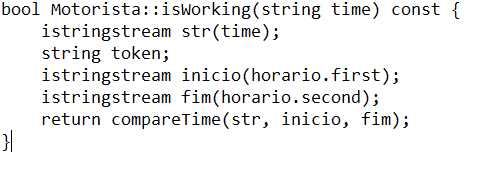 bool Motorista::isWorking(string time) const {
    istringstream str(time);
    string token;
    istringstream inicio(horario.first);
    istringstream fim(horario.second);
    return compareTime(str, inicio, fim);
}